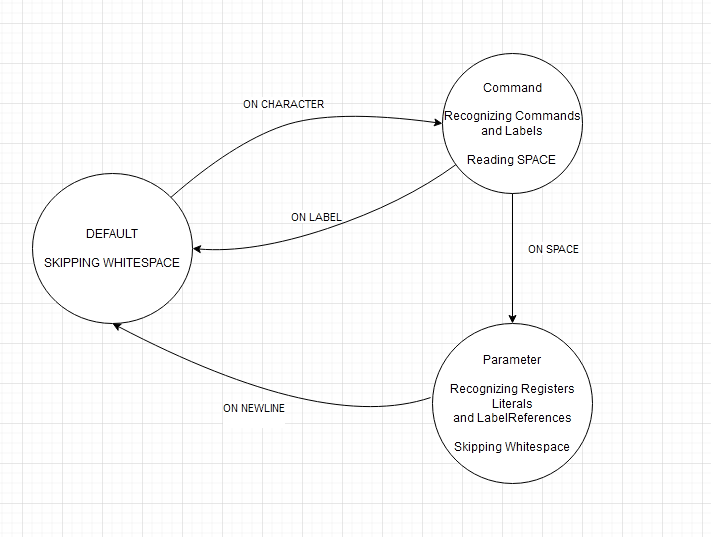 ON CHARACTER
Command
Recognizing Commands
and Labels
Reading SPACE
ON LABEL
DEFAULT
SKIPPING WHITESPACE
ON SPACE
Parameter
Recognizing Registers
Literals
and LabelReferences
Skipping Whitespace
ON NEWLINE